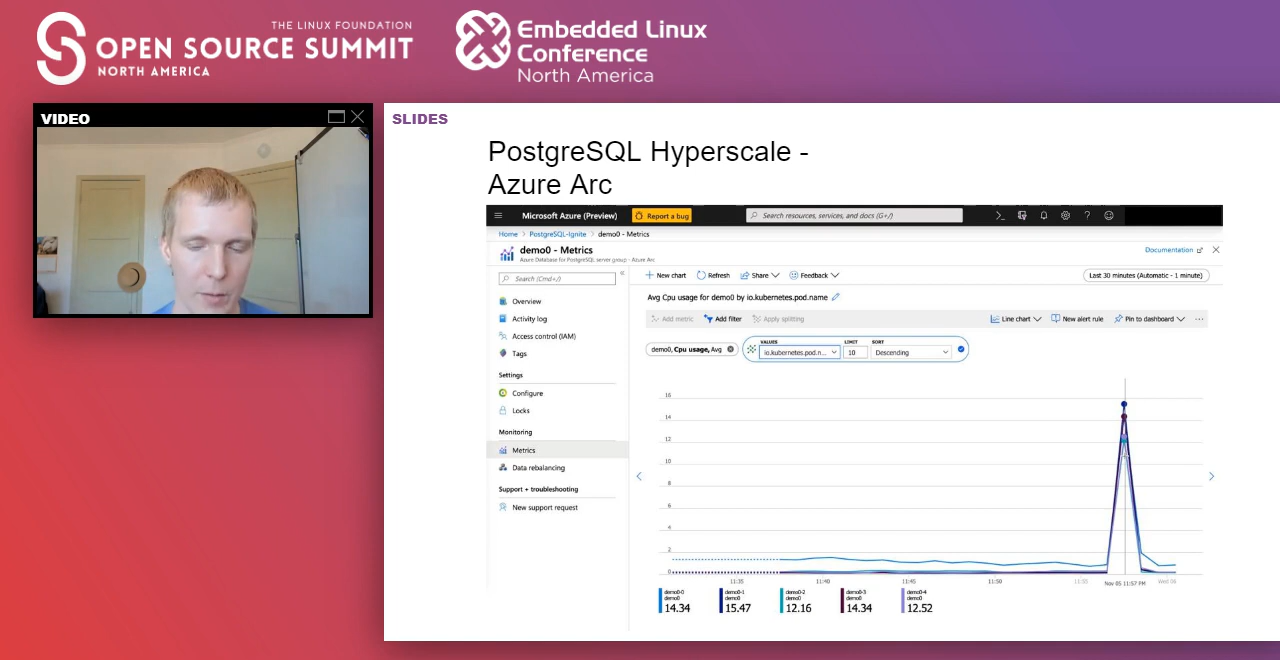 THE LINUX FOUNDATION
OPEN SOURCE SUMMIT
NORTH AMERICA
Embedded Linux
Conference
North America
VIDEO
SLIDES
PostgreSQL Hyperscale -
Azure Arc
Microsoft Azure (Preview)
Report a bug
Search resources, services, and docs (G+/)
Home > PostgreSQL-Ignite > demo0 - Metrics
demo0 - Metrics
Azure Database for PostgreSQL server group - Azure Arc
Documentation
Search (Cmd+/)
Overview
Activity log
Access control (IAM)
Tags
Settings
Configure
Locks
Monitoring
Metrics
Data rebalancing
Support + troubleshooting
New support request
New chart
Refresh
Share
Feedback
Last 30 minutes (Automatic - 1 minute)
Avg Cpu usage for demo0 by io.kubernetes.pod.name
Add metric
Add filter
Apply splitting
Line chart
New alert rule
Pin to dashboard
demo0, Cpu usage, Avg
VALUES
io.kubernetes.pod.n...
LIMIT
10
SORT
Descending
16
14
12
10
8
6
4
2
0
11:35
11:40
11:45
11:50
11:55
Nov 05 11:57 PM
Wed 06
demo0-0
demo0
14.34
demo0-1
demo0
15.47
demo0-2
demo0
12.16
demo0-3
demo0
14.34
demo0-4
demo0
12.52